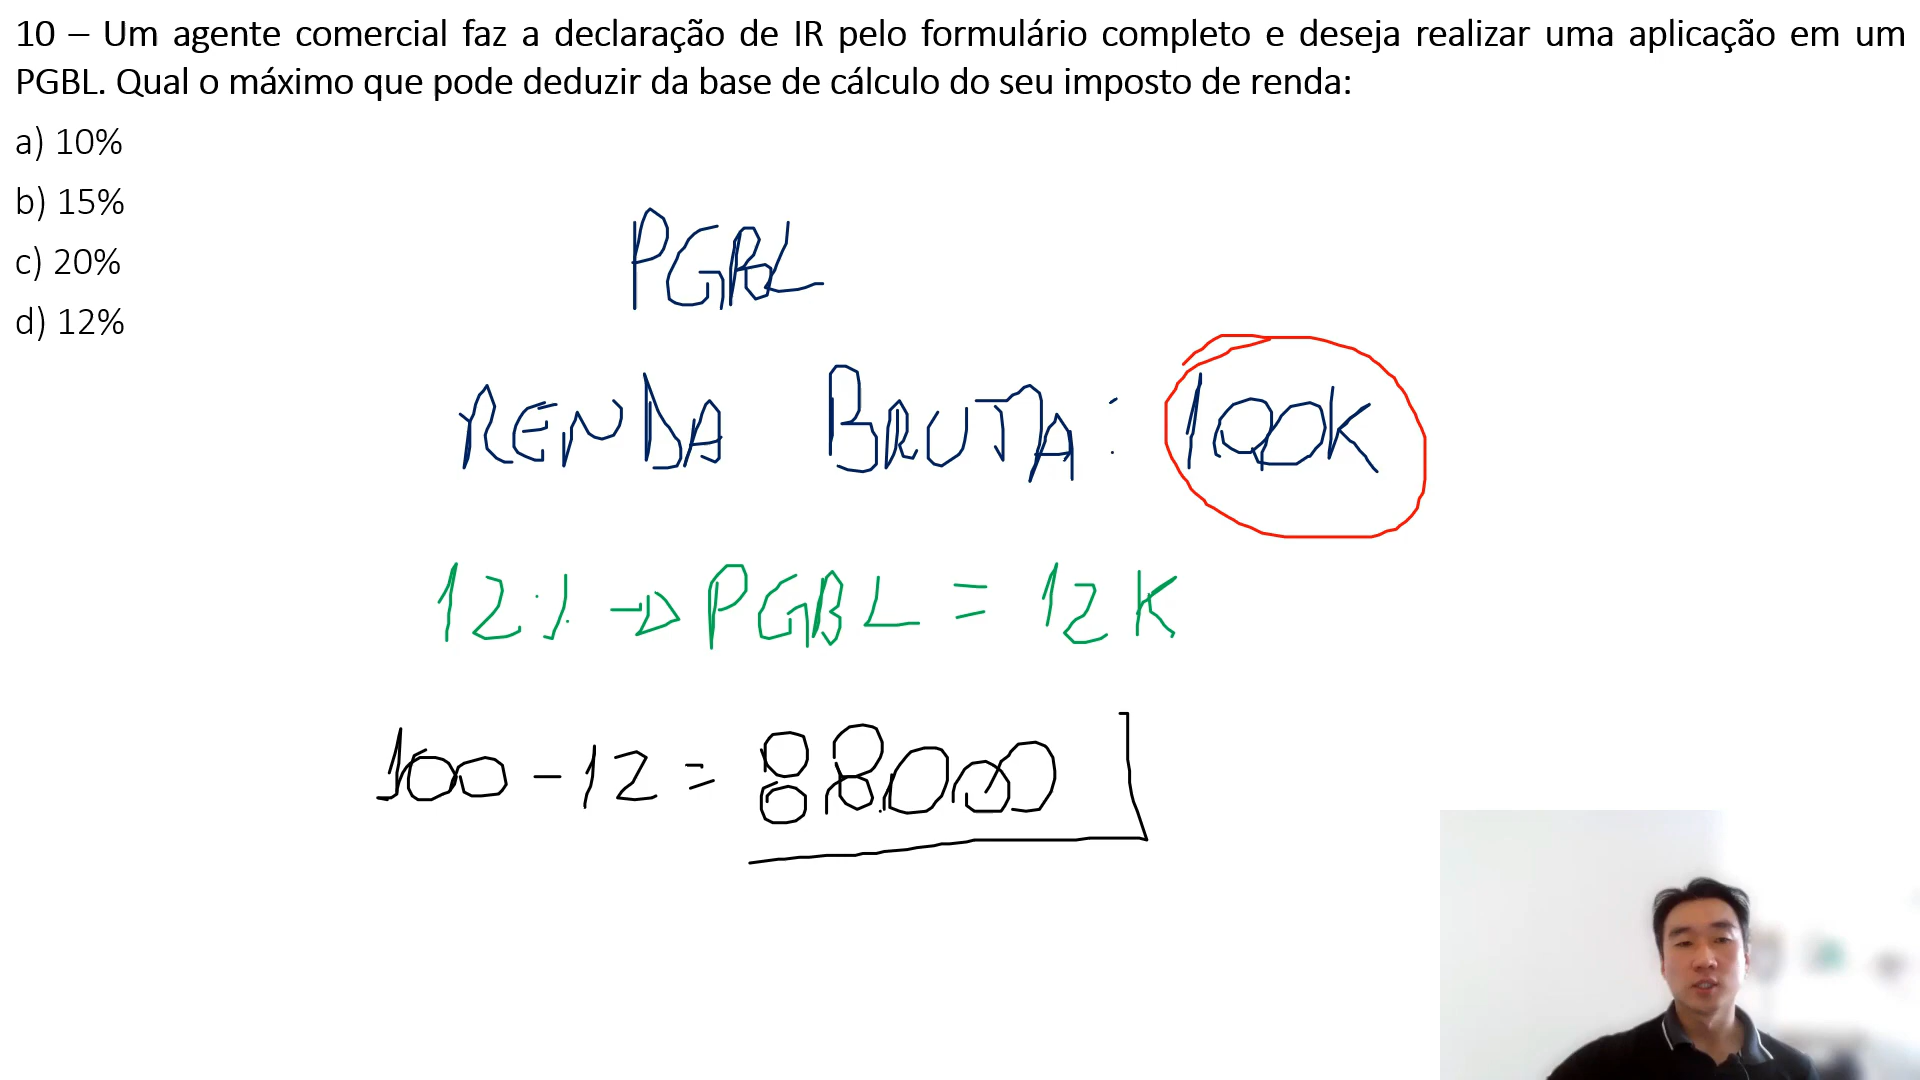 10 – Um agente comercial faz a declaração de IR pelo formulário completo e deseja realizar uma aplicação em um
PGBL. Qual o máximo que pode deduzir da base de cálculo do seu imposto de renda:
a) 10%
b) 15%
c) 20%
d) 12%
PGBL
RENDA BRUTA: 100K
12% → PGBL = 12K
100 - 12 = 88.000